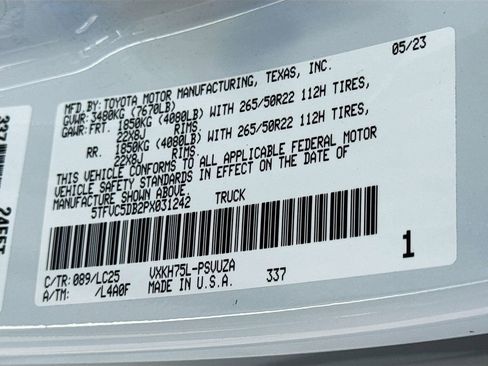 05/23
MFD.BY: TOYOTA MOTOR MANUFACTURING, TEXAS, INC.
GVWR: 3480KG (7670LB)
GAWR: FRT. 1850KG (4080LB) WITH 265/50R22 112H TIRES,
22X8J RIMS
RR. 1850KG (4080LB) WITH 265/50R22 112H TIRES,
22X8J RIMS
THIS VEHICLE CONFORMS TO ALL APPLICABLE FEDERAL MOTOR
VEHICLE SAFETY STANDARDS IN EFFECT ON THE DATE OF
MANUFACTURE SHOWN ABOVE
5TFVC5DB2PX031242 TRUCK
1
C/TR: 089/LC25 VXKH75L-PSVUZA 337
A/TM: /L4A0F MADE IN U.S.A.
337